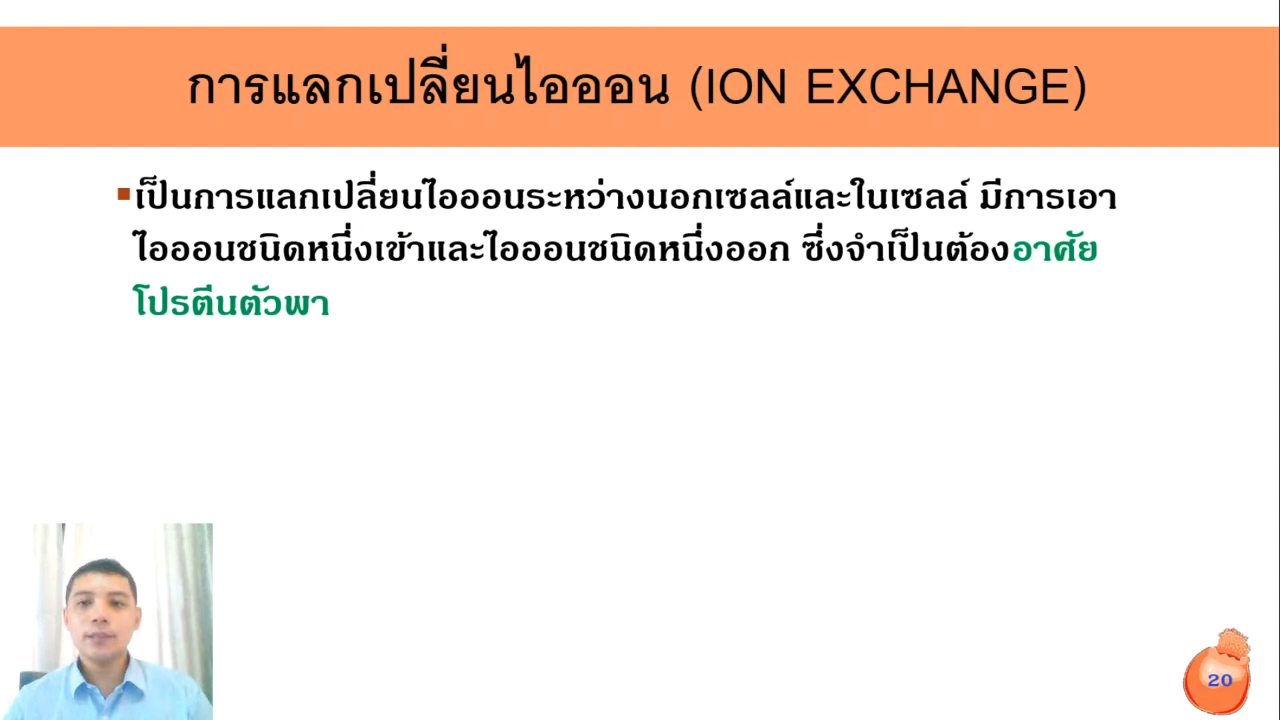 การแลกเปลี่ยนไอออน (ION EXCHANGE)
เป็นการแลกเปลี่ยนไอออนระหว่างนอกเซลล์และในเซลล์ มีการเอา
ไอออนชนิดหนึ่งเข้าและไอออนชนิดหนึ่งออก ซึ่งจำเป็นต้องอาศัย
โปรตีนตัวพา
20